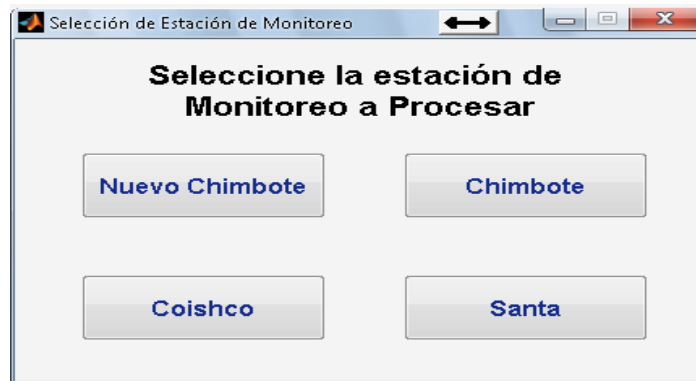 Selección de Estación de Monitoreo
Seleccione la estación de
Monitoreo a Procesar
Nuevo Chimbote
Chimbote
Coishco
Santa